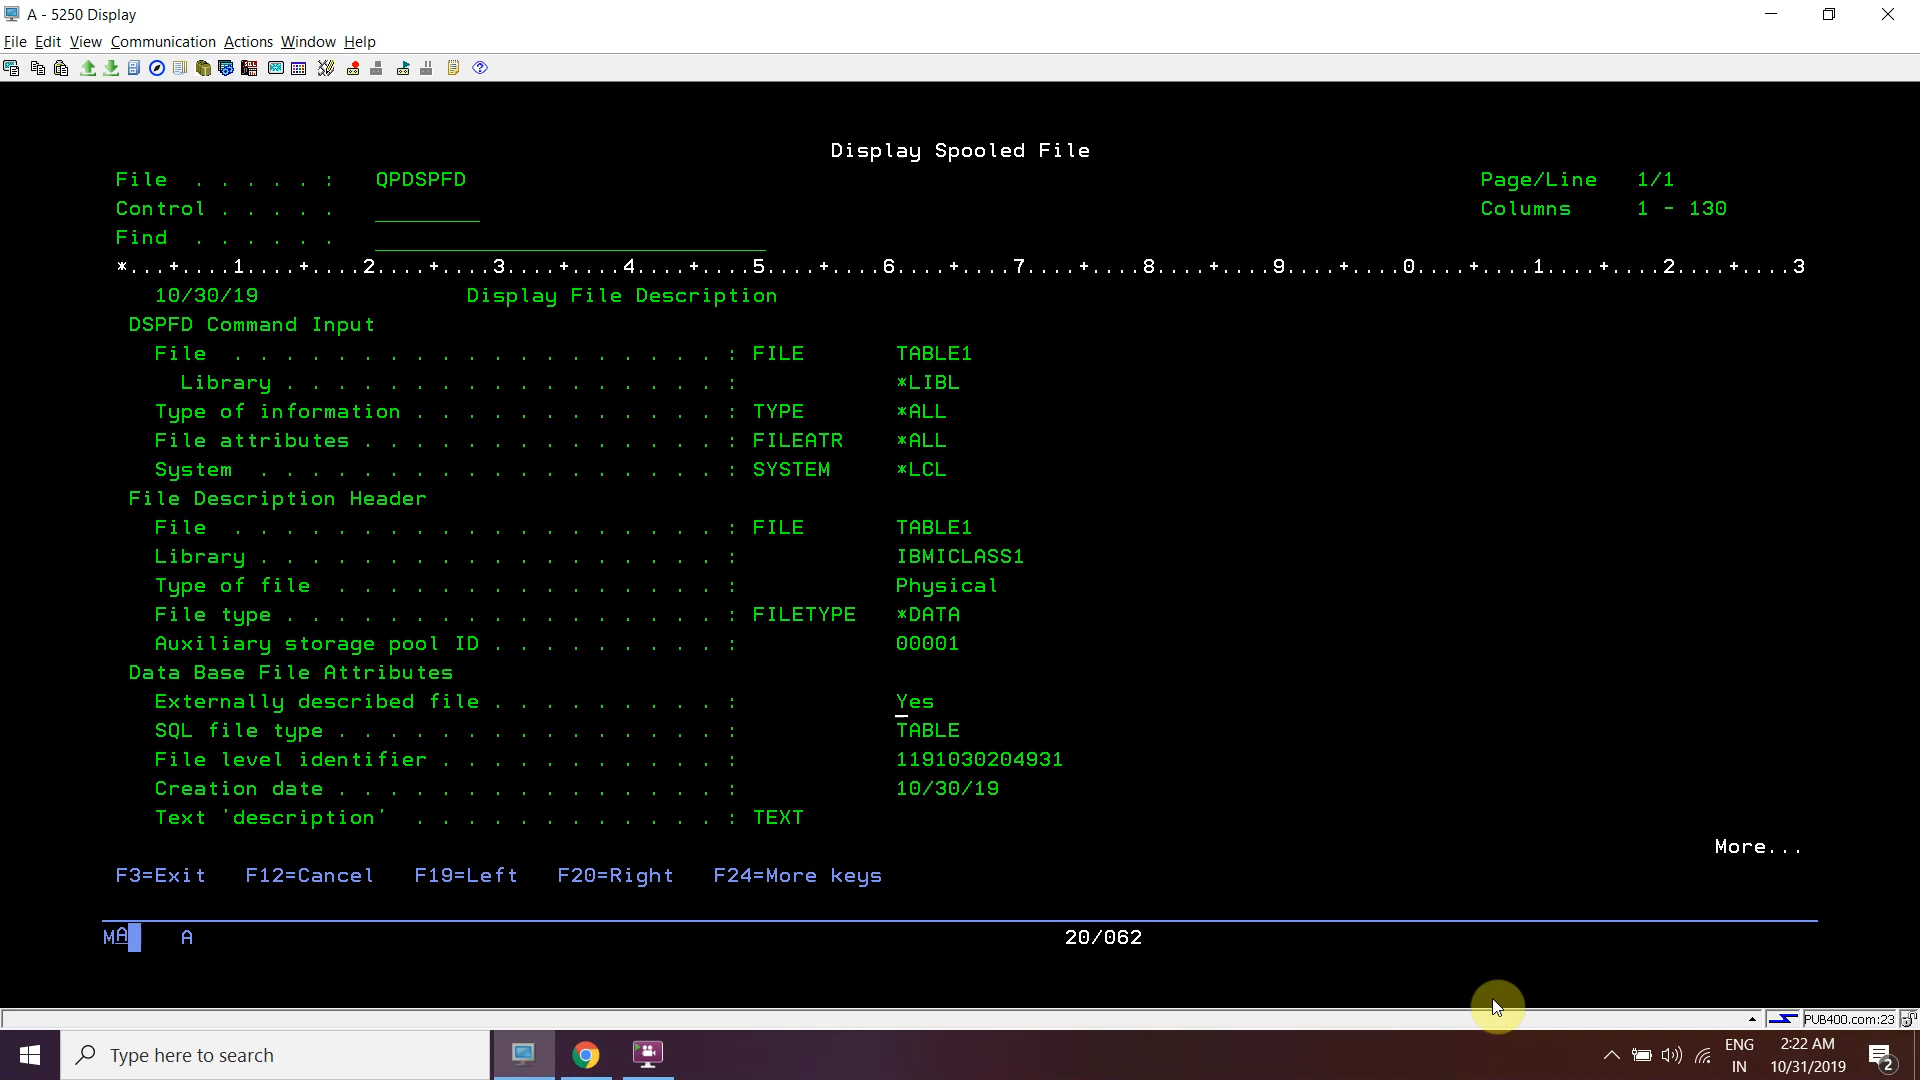 A - 5250 Display
File Edit View Communication Actions Window Help
Display Spooled File
File . . . . . : QPDSPFD Page/Line 1/1
Control . . . . . Columns 1 - 130
Find . . . . . .
*...+....1....+....2....+....3....+....4....+....5....+....6....+....7....+....8....+....9....+....0....+....1....+....2....+....3
10/30/19 Display File Description
DSPFD Command Input
File . . . . . . . . . . . . . . . . . . . . : FILE TABLE1
Library . . . . . . . . . . . . . . . . . . : *LIBL
Type of information . . . . . . . . . . . . . : TYPE *ALL
File attributes . . . . . . . . . . . . . . . : FILEATR *ALL
System . . . . . . . . . . . . . . . . . . . : SYSTEM *LCL
File Description Header
File . . . . . . . . . . . . . . . . . . . . : FILE TABLE1
Library . . . . . . . . . . . . . . . . . . . : IBMICLASS1
Type of file . . . . . . . . . . . . . . . . : Physical
File type . . . . . . . . . . . . . . . . . . : FILETYPE *DATA
Auxiliary storage pool ID . . . . . . . . . . : 00001
Data Base File Attributes
Externally described file . . . . . . . . . . : Yes
SQL file type . . . . . . . . . . . . . . . . : TABLE
File level identifier . . . . . . . . . . . . : 1191030204931
Creation date . . . . . . . . . . . . . . . . : 10/30/19
Text 'description' . . . . . . . . . . . . . : TEXT
More...
F3=Exit F12=Cancel F19=Left F20=Right F24=More keys
MA A 20/062
PUB400.com:23
Type here to search
ENG
IN
2:22 AM
10/31/2019
2